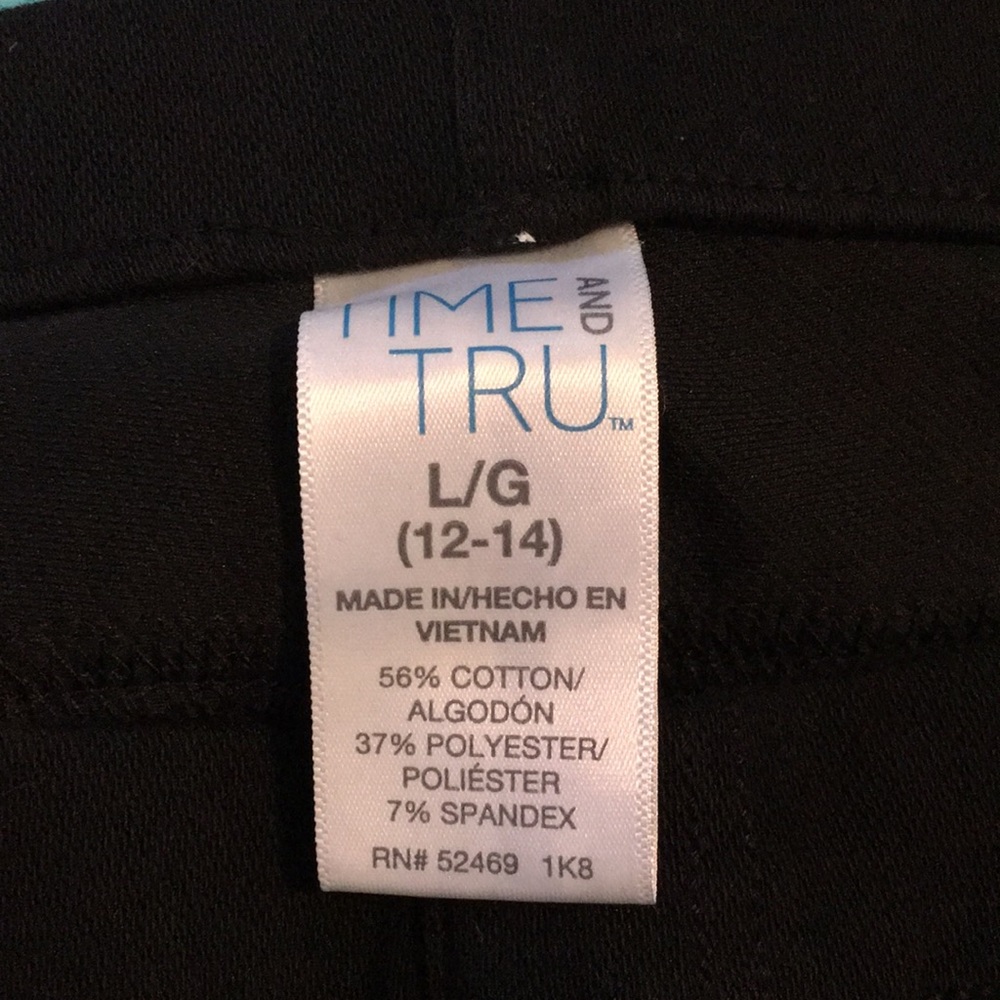 TIME AND
TRU™
L/G
(12-14)
MADE IN/HECHO EN
VIETNAM
56% COTTON/
ALGODÓN
37% POLYESTER/
POLIÉSTER
7% SPANDEX
RN# 52469 1K8